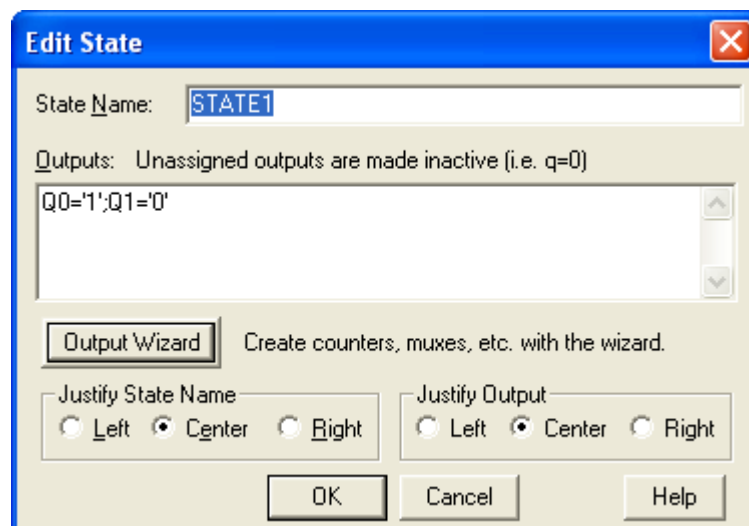 Edit State
State Name: STATE1
Outputs: Unassigned outputs are made inactive (i.e. q=0)
Q0='1';Q1='0'
Output Wizard Create counters, muxes, etc. with the wizard.
Justify State Name Justify Output
Left Center Right Left Center Right
OK Cancel Help